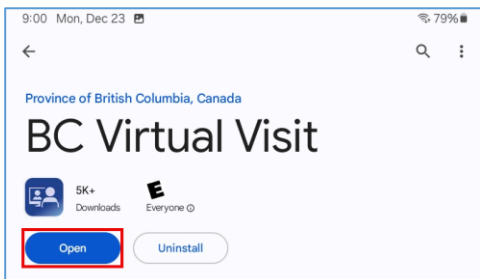 9:00 Mon, Dec 23 79%
Province of British Columbia, Canada
BC Virtual Visit
5K+
Downloads
E
Everyone
Open
Uninstall